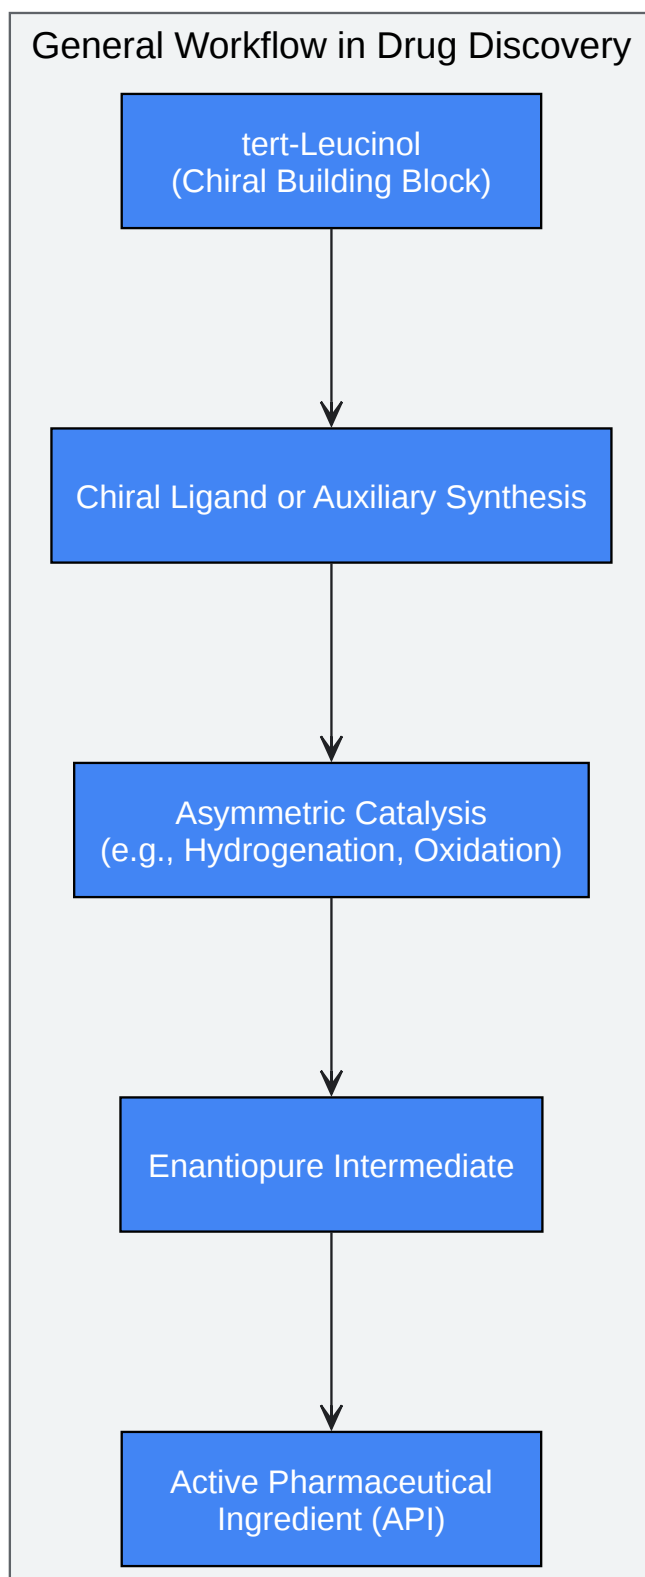 General Workflow in Drug Discovery
tert-Leucinol
(Chiral Building Block)
Chiral Ligand or Auxiliary Synthesis
Asymmetric Catalysis
(e.g., Hydrogenation, Oxidation)
Enantiopure Intermediate
Active Pharmaceutical
Ingredient (API)